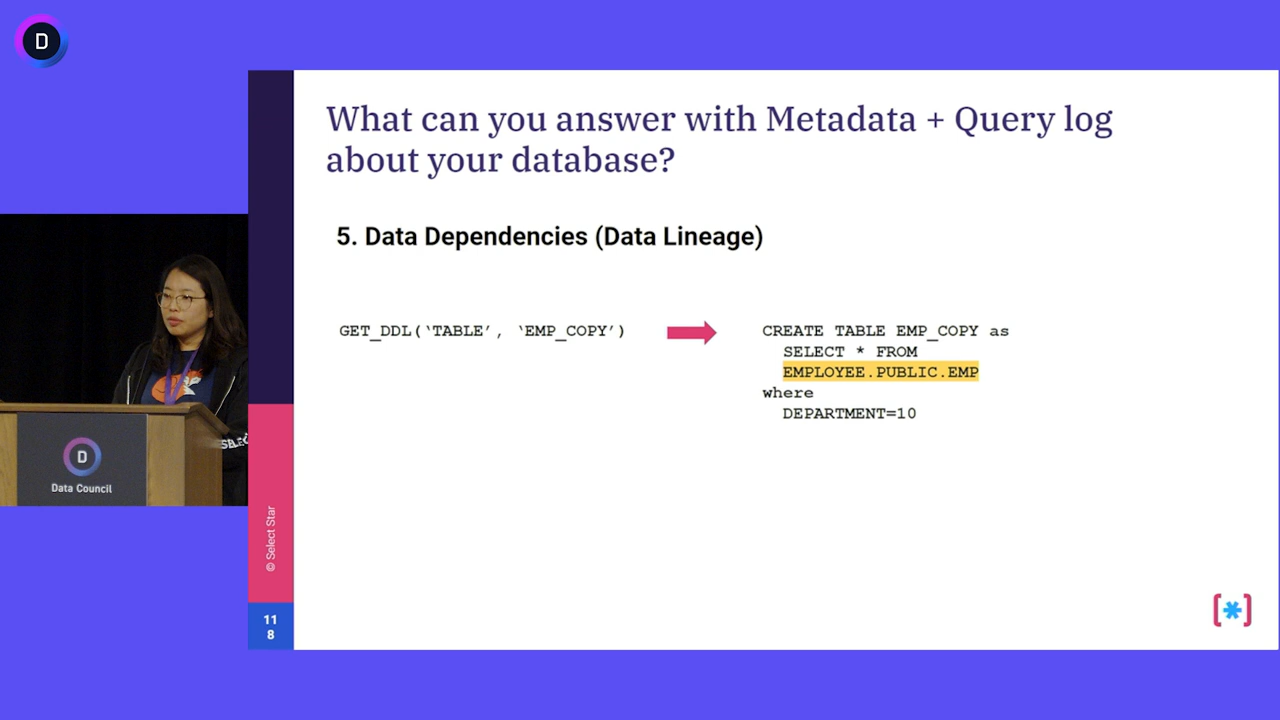 D
What can you answer with Metadata + Query log
about your database?
5. Data Dependencies (Data Lineage)
GET_DDL(‘TABLE’, ‘EMP_COPY’)
CREATE TABLE EMP_COPY as
SELECT * FROM
EMPLOYEE.PUBLIC.EMP
where
DEPARTMENT=10
D
Data Council
© Select Star
11
8
[*]